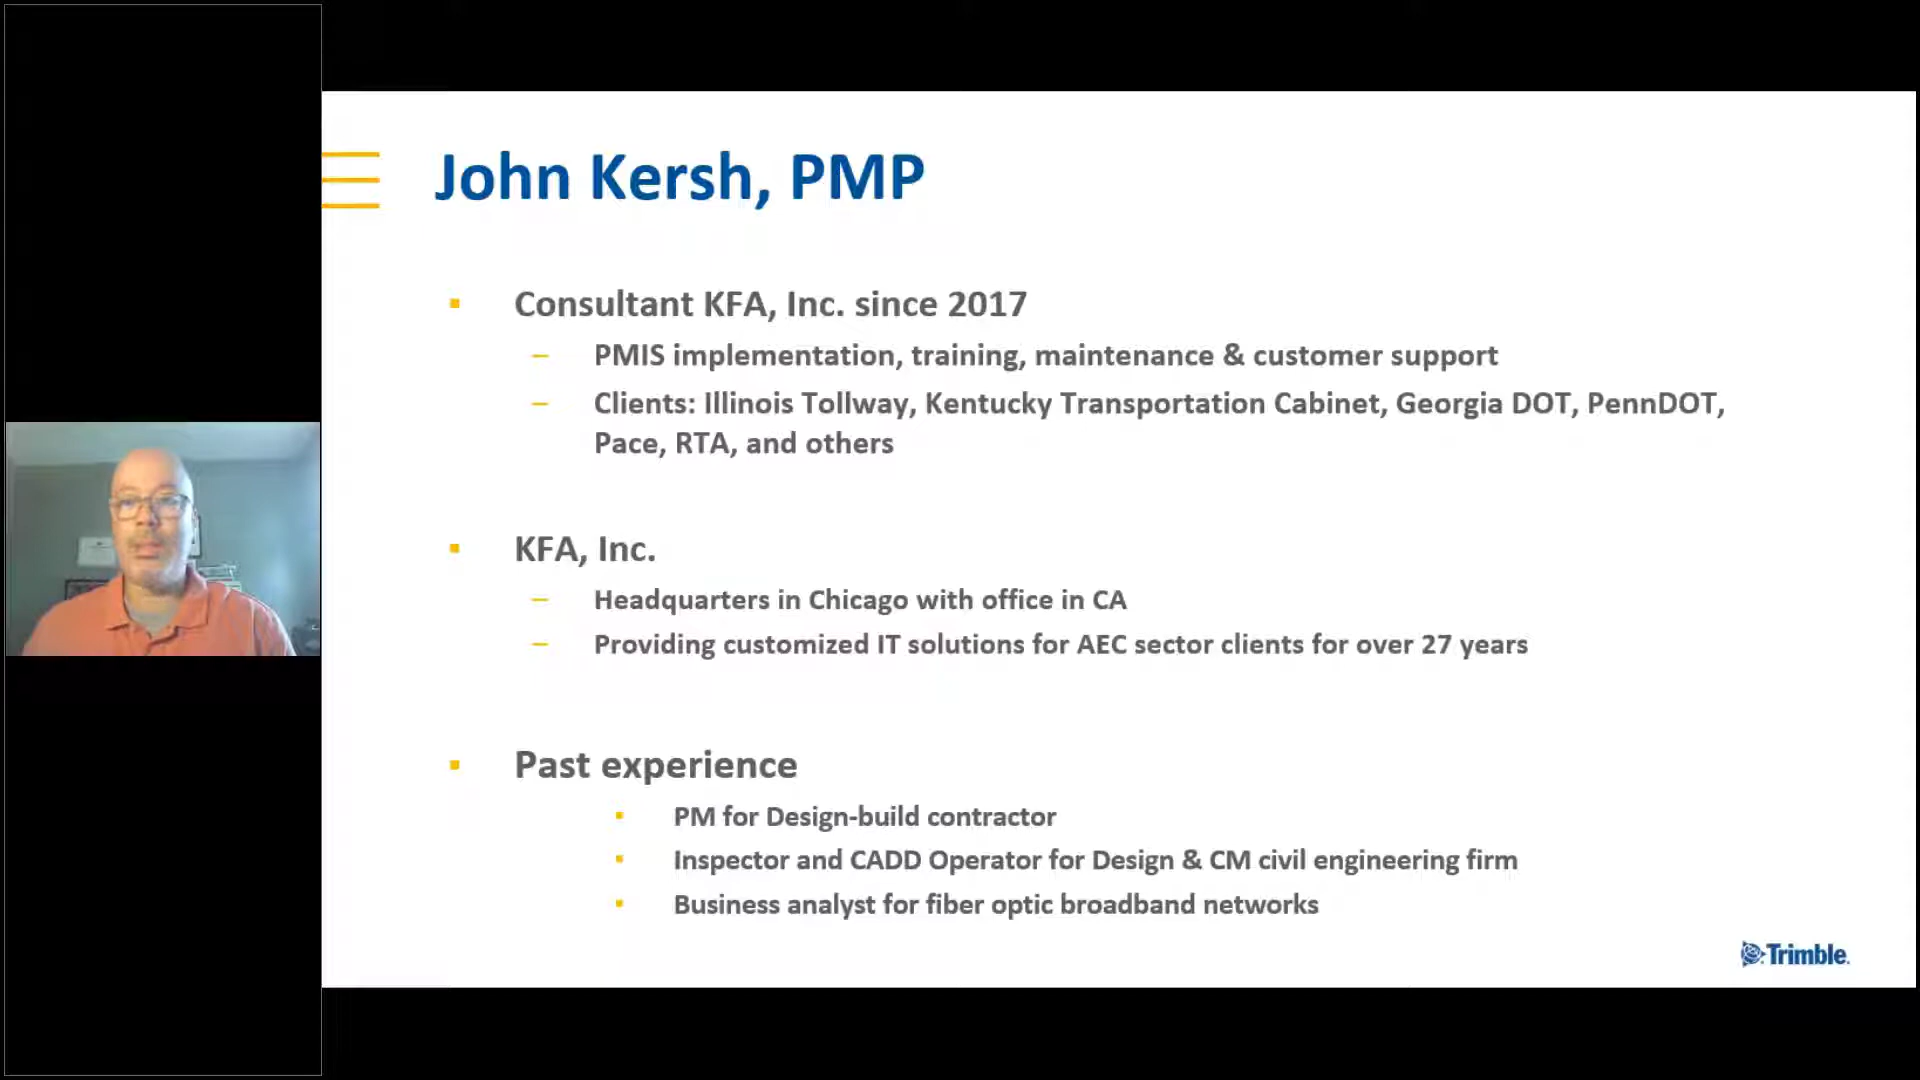 John Kersh, PMP
Consultant KFA, Inc. since 2017
PMIS implementation, training, maintenance & customer support
Clients: Illinois Tollway, Kentucky Transportation Cabinet, Georgia DOT, PennDOT,
Pace, RTA, and others
KFA, Inc.
Headquarters in Chicago with office in CA
Providing customized IT solutions for AEC sector clients for over 27 years
Past experience
PM for Design-build contractor
Inspector and CADD Operator for Design & CM civil engineering firm
Business analyst for fiber optic broadband networks
Trimble.